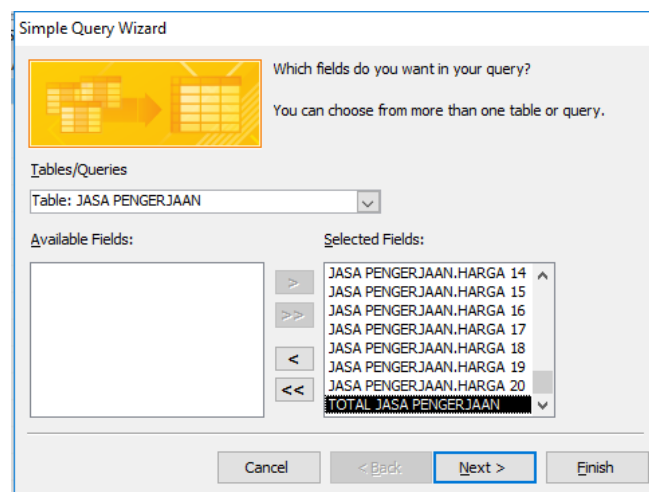 Simple Query Wizard
Which fields do you want in your query?
You can choose from more than one table or query.
Tables/Queries
Table: JASA PENGERJAAN
Available Fields:
Selected Fields:
>
>>
<
<<
JASA PENGERJAAN.HARGA 14
JASA PENGERJAAN.HARGA 15
JASA PENGERJAAN.HARGA 16
JASA PENGERJAAN.HARGA 17
JASA PENGERJAAN.HARGA 18
JASA PENGERJAAN.HARGA 19
JASA PENGERJAAN.HARGA 20
TOTAL JASA PENGERJAAN
Cancel
< Back
Next >
Finish